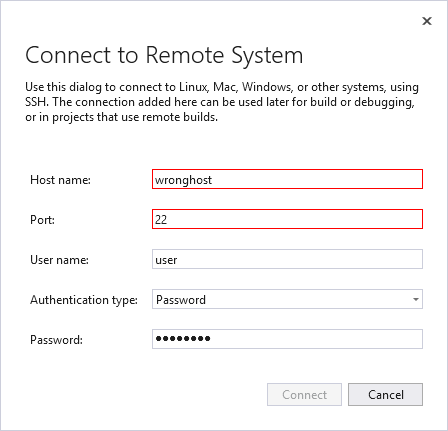 Connect to Remote System
Use this dialog to connect to Linux, Mac, Windows, or other systems, using
SSH. The connection added here can be used later for build or debugging,
or in projects that use remote builds.
Host name: wronghost
Port: 22
User name: user
Authentication type: Password
Password: ●●●●●●●●
Connect Cancel